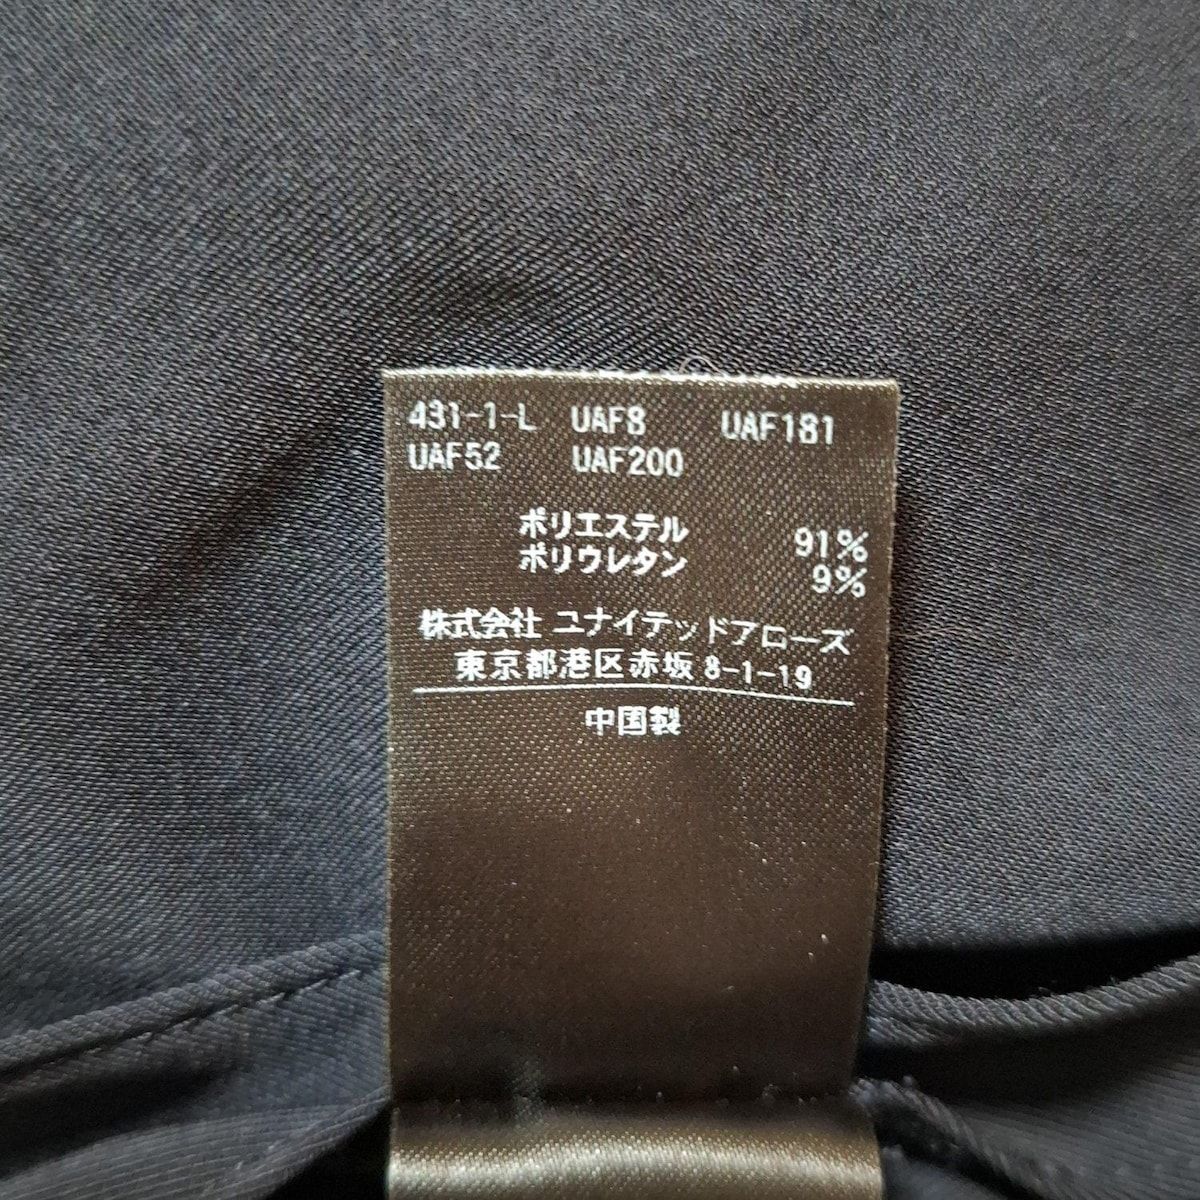 431-1-L UAF8 UAF181
UAF52 UAF200
ポリエステル 91%
ポリウレタン 9%
株式会社 ユナイテッドアローズ
東京都港区赤坂 8-1-19
中国製